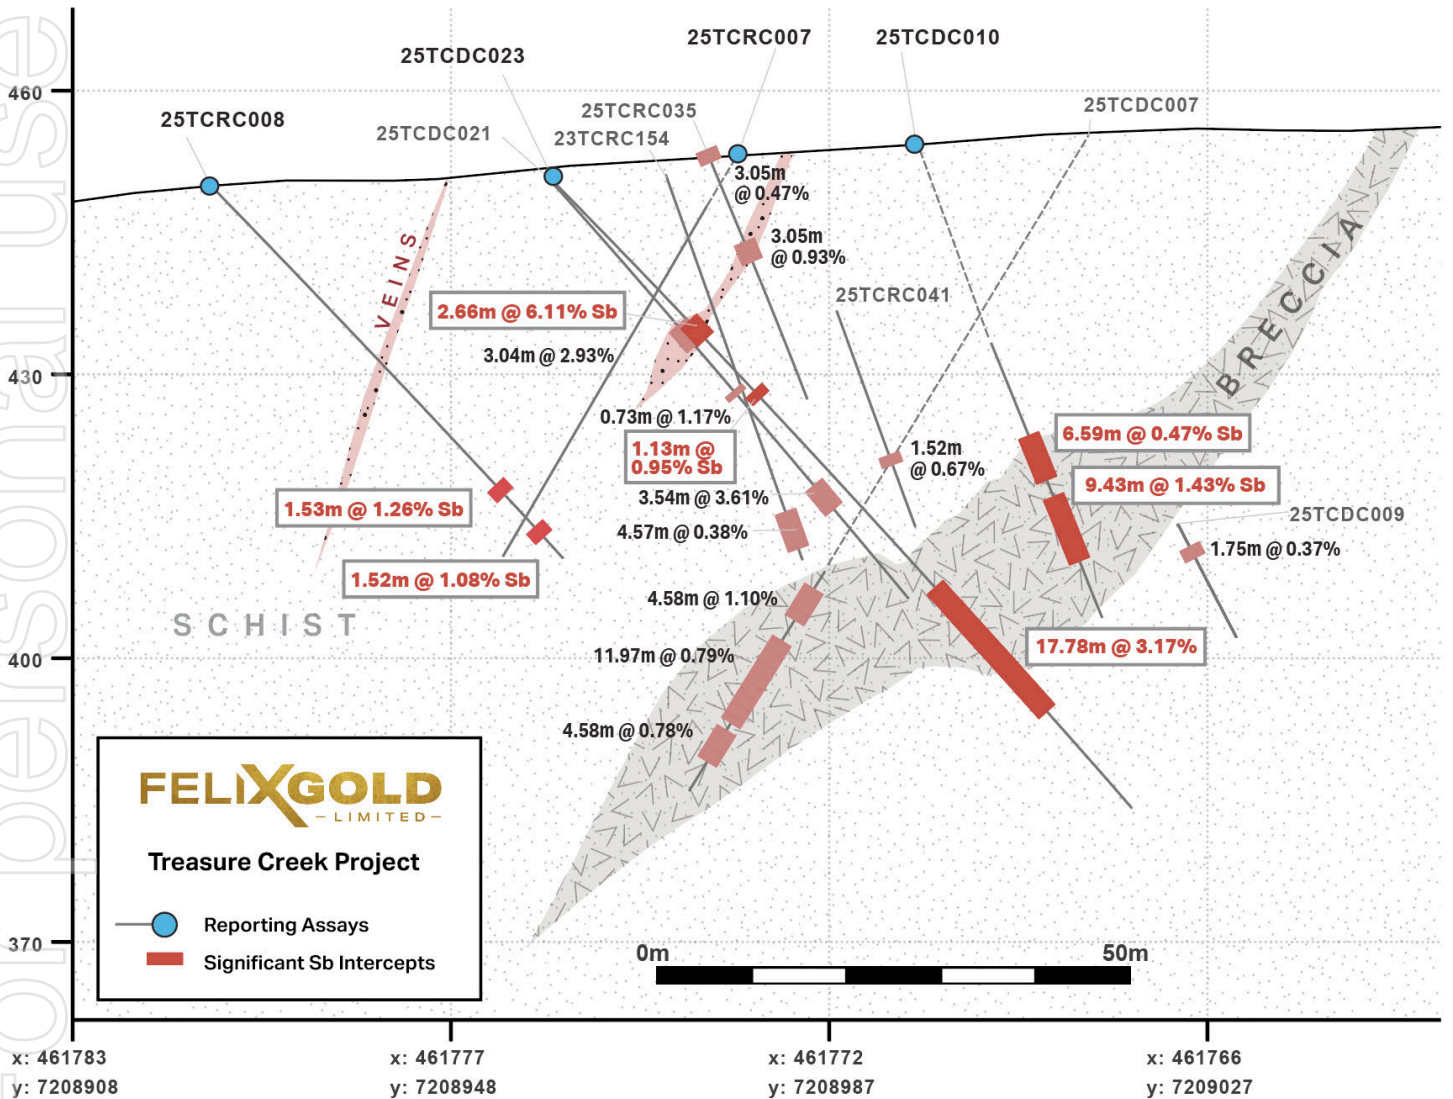 For personal use
25TCRC007
25TCDC010
25TCDC023
460
25TCRC008
25TCRC035
25TCDC007
25TCDC021
23TCRC154
3.05m
@ 0.47%
3.05m
@ 0.93%
VEINS
BRECCIA
25TCRC041
2.66m @ 6.11% Sb
3.04m @ 2.93%
430
0.73m @ 1.17%
1.13m @
0.95% Sb
1.52m
@ 0.67%
6.59m @ 0.47% Sb
9.43m @ 1.43% Sb
1.53m @ 1.26% Sb
3.54m @ 3.61%
4.57m @ 0.38%
25TCDC009
1.75m @ 0.37%
1.52m @ 1.08% Sb
4.58m @ 1.10%
SCHIST
17.78m @ 3.17%
400
11.97m @ 0.79%
4.58m @ 0.78%
FELIXGOLD
LIMITED
Treasure Creek Project
Reporting Assays
Significant Sb Intercepts
370
0m
50m
x: 461783
y: 7208908
x: 461777
y: 7208948
x: 461772
y: 7208987
x: 461766
y: 7209027